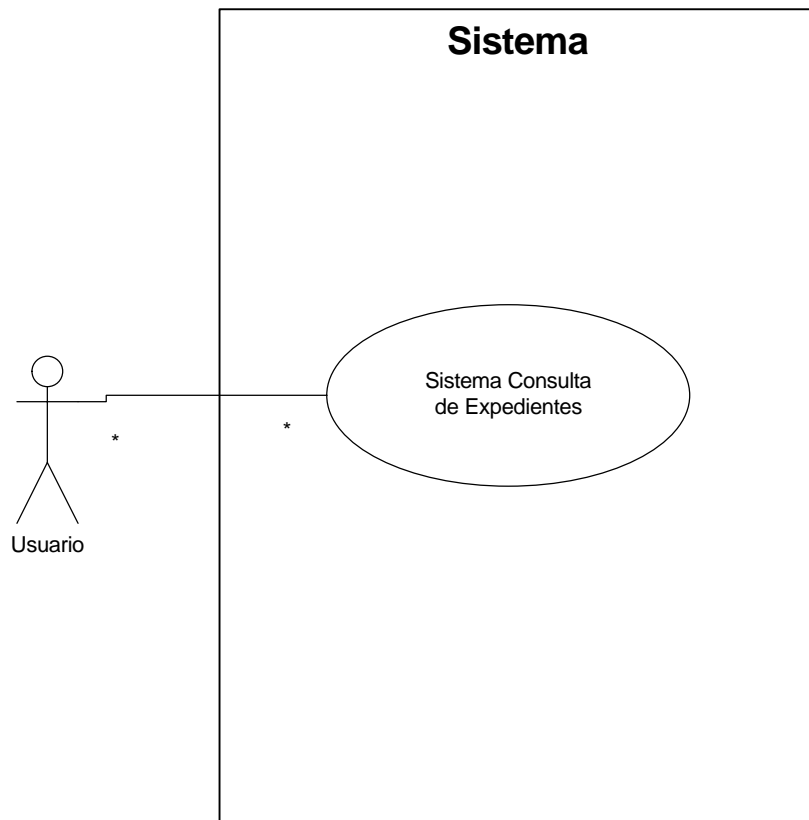 Sistema
Sistema Consulta
de Expedientes
* *
Usuario